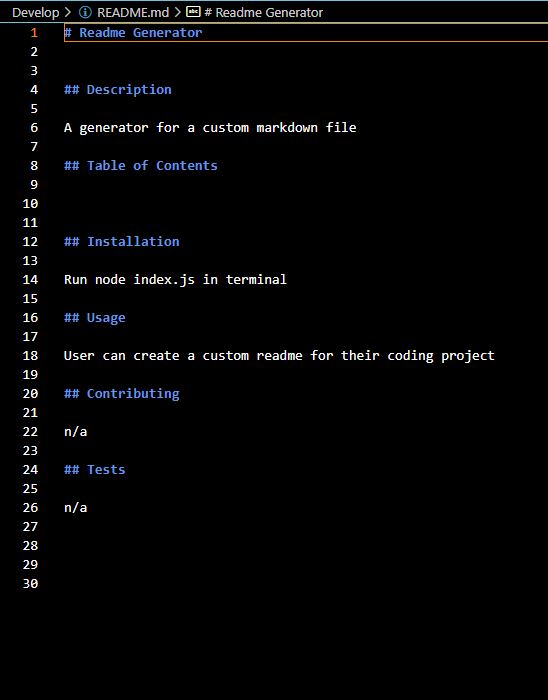 Develop > README.md > # Readme Generator
1 # Readme Generator
2
3
4 ## Description
5
6 A generator for a custom markdown file
7
8 ## Table of Contents
9
10
11
12 ## Installation
13
14 Run node index.js in terminal
15
16 ## Usage
17
18 User can create a custom readme for their coding project
19
20 ## Contributing
21
22 n/a
23
24 ## Tests
25
26 n/a
27
28
29
30